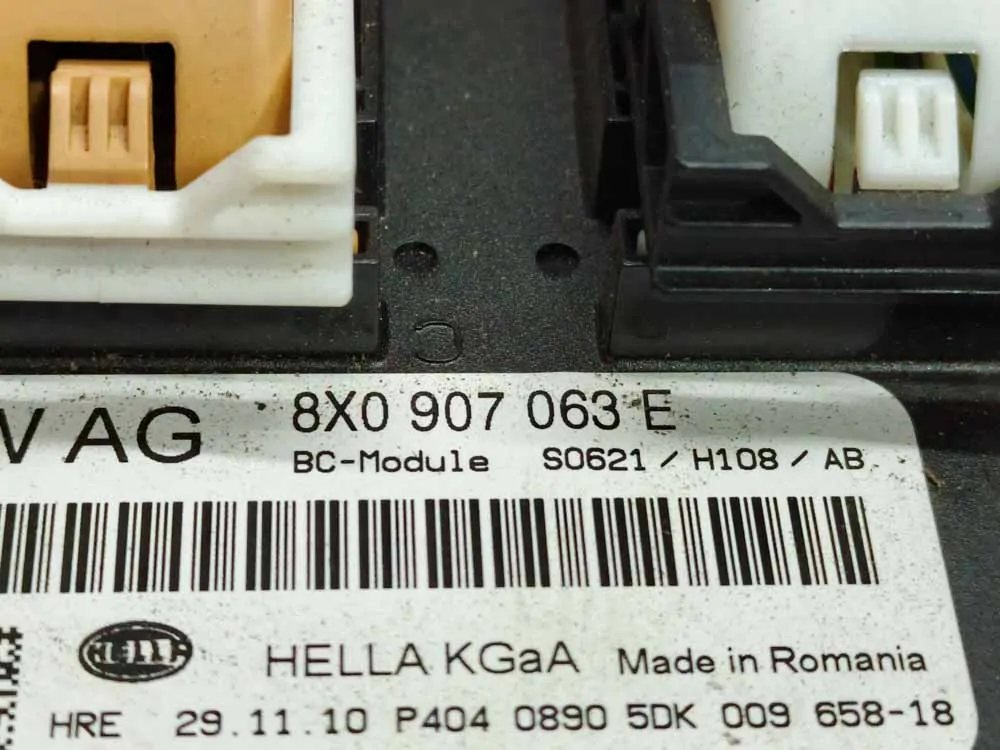 W AG 8X0 907 063 E
BC-Module S0621 / H108 / AB
HELLA HELLA KGaA Made in Romania
HRE 29.11.10 P404 0890 5DK 009 658-18